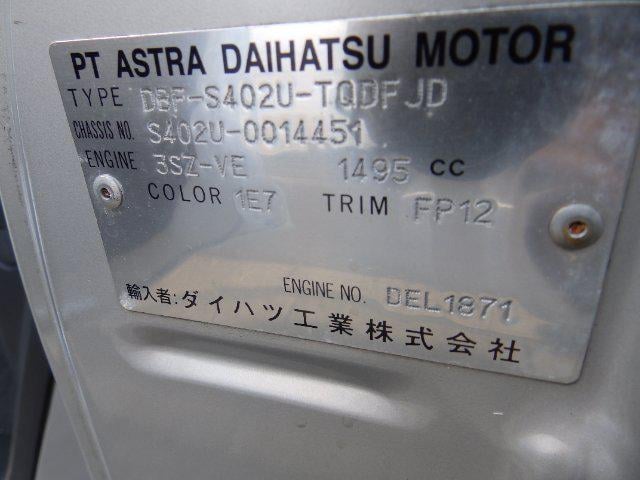 PT ASTRA DAIHATSU MOTOR
TYPE DBF-S402U-TQDFJD
CHASSIS NO. S402U-0014451
ENGINE 3SZ-VE 1495 CC
COLOR 1E7 TRIM FP12
ENGINE NO. DEL1871
輸入者:ダイハツ工業株式会社